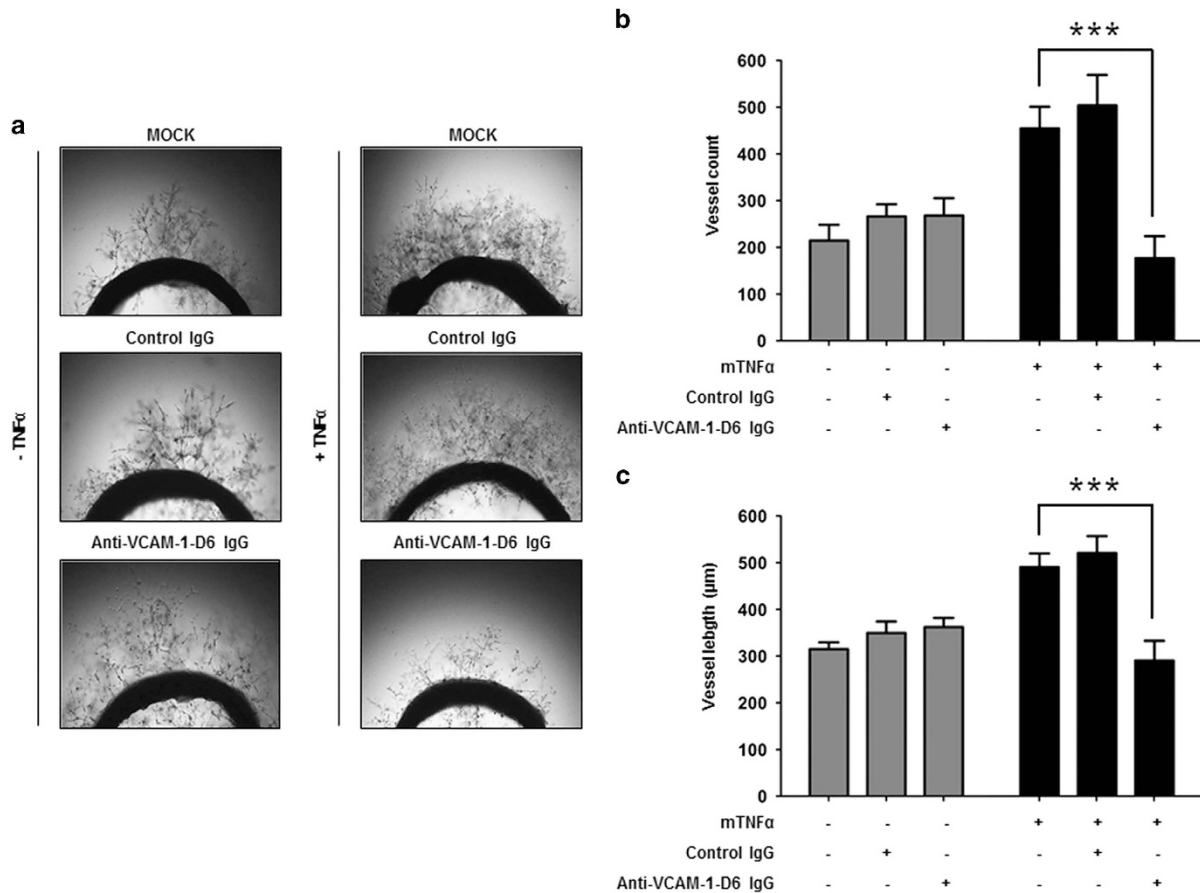 a
MOCK
MOCK
Control IgG
Control IgG
Anti-VCAM-1-D6 IgG
Anti-VCAM-1-D6 IgG
- TNFα
+ TNFα
b
***
Vessel count
600
500
400
300
200
100
0
mTNFα - - - + + +
Control IgG - + - - + -
Anti-VCAM-1-D6 IgG - - + - - +
c
***
Vessel lebgth (µm)
600
500
400
300
200
100
0
mTNFα - - - + + +
Control IgG - + - - + -
Anti-VCAM-1-D6 IgG - - + - - +